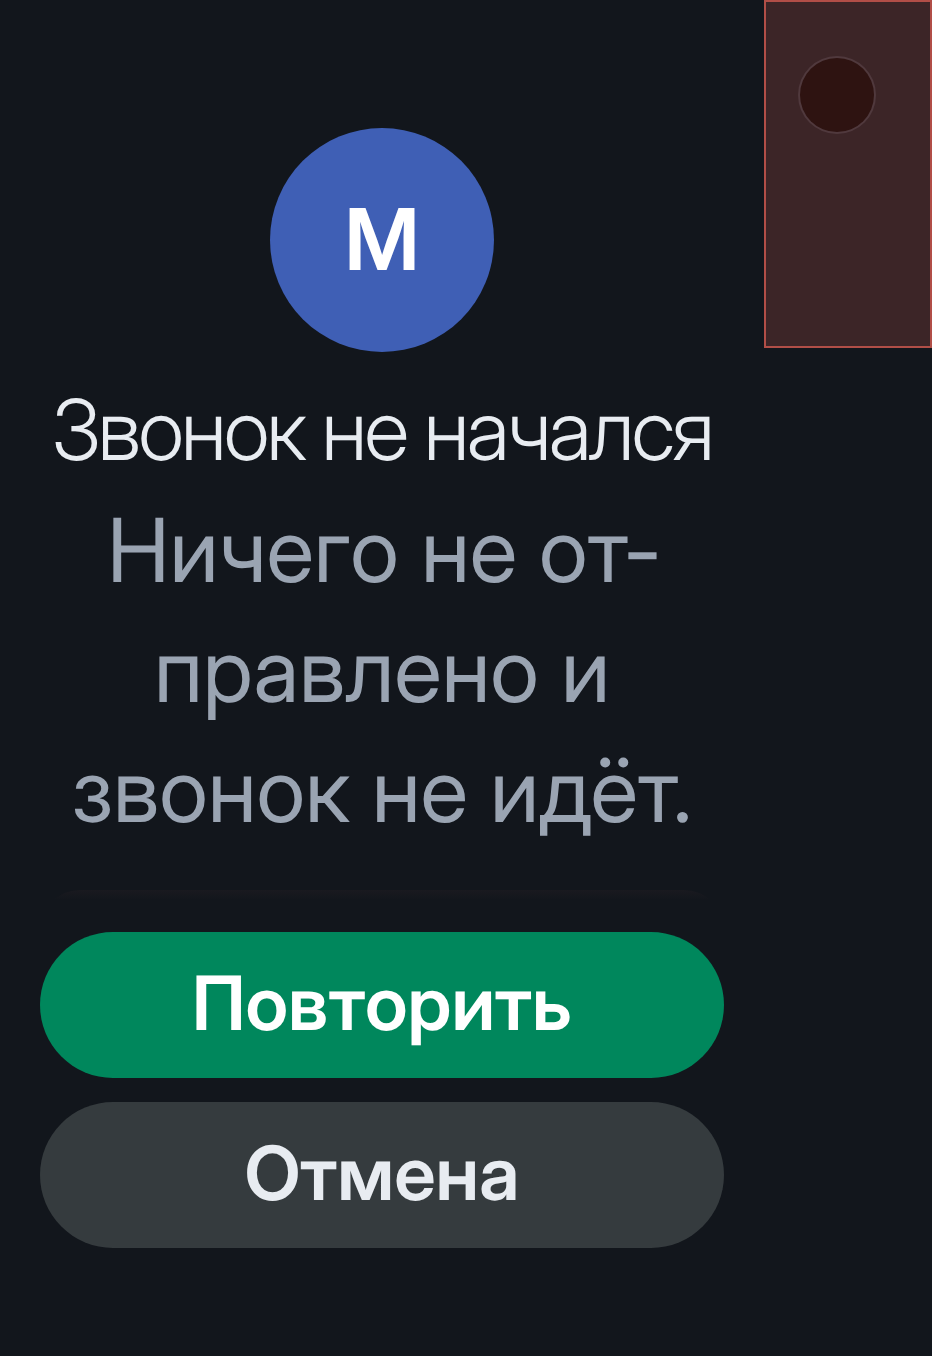 М
Звонок не начался
Ничего не от-
правлено и
звонок не идёт.
Повторить
Отмена